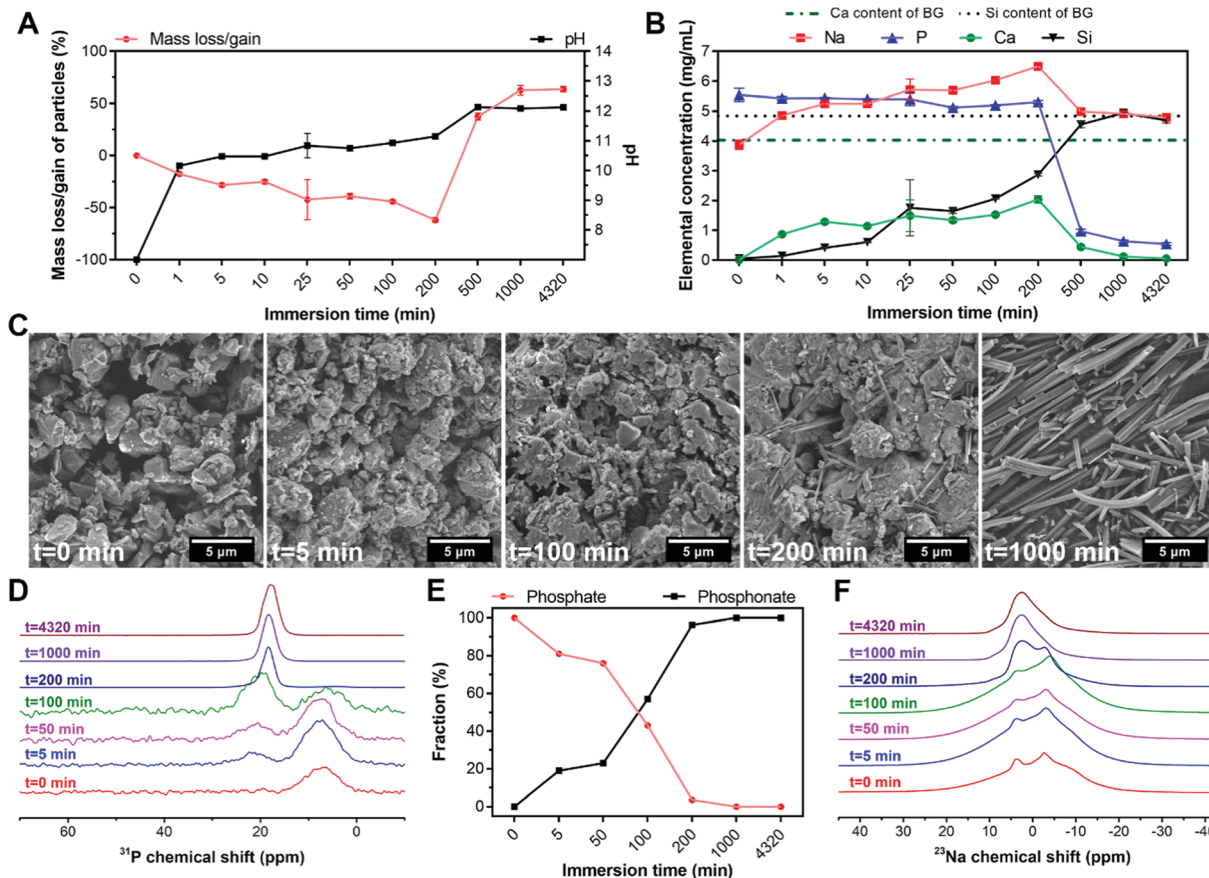 A
Mass loss/gain
pH
Mass loss/gain of particles (%)
100
50
0
-50
-100
14
13
12
11
10
9
8
pH
0 1 5 10 25 50 100 200 500 1000 4320
Immersion time (min)
B
Ca content of BG Si content of BG
Na P Ca Si
Elemental concentration (mg/mL)
7
6
5
4
3
2
1
0
0 1 5 10 25 50 100 200 500 1000 4320
Immersion time (min)
C
t=0 min 5 µm
t=5 min 5 µm
t=100 min 5 µm
t=200 min 5 µm
t=1000 min 5 µm
D
t=4320 min
t=1000 min
t=200 min
t=100 min
t=50 min
t=5 min
t=0 min
60 40 20 0
31P chemical shift (ppm)
E
Phosphate Phosphonate
Fraction (%)
100
80
60
40
20
0
0 5 50 100 200 1000 4320
Immersion time (min)
F
t=4320 min
t=1000 min
t=200 min
t=100 min
t=50 min
t=5 min
t=0 min
40 30 20 10 0 -10 -20 -30 -40
23Na chemical shift (ppm)